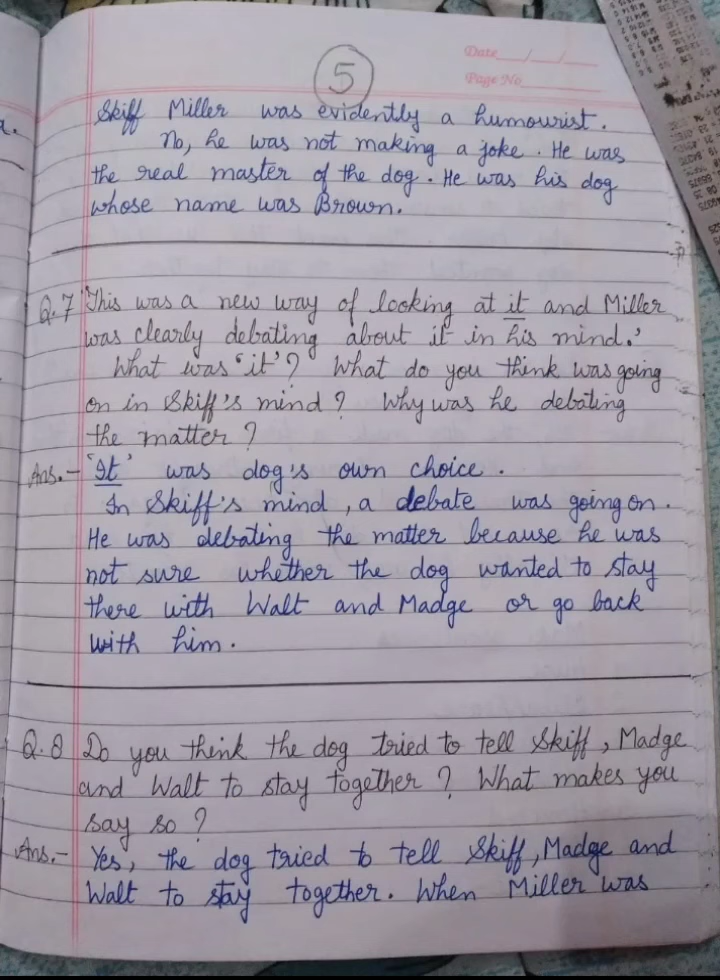 Date
5
Page No
Skiff Miller was evidently a humourist.
No, he was not making a joke. He was
the real master of the dog. He was his dog
whose name was Brown.
Q.7 'This was a new way of looking at it and Miller
was clearly debating about it in his mind.'
What was 'it'? What do you think was going
on in Skiff's mind? Why was he debating
the matter?
Ans.- 'It' was dog's own choice.
In Skiff's mind, a debate was going on.
He was debating the matter because he was
not sure whether the dog wanted to stay
there with Walt and Madge or go back
with him.
Q.8 Do you think the dog tried to tell Skiff, Madge
and Walt to stay together? What makes you
say so?
Ans.- Yes, the dog tried to tell Skiff, Madge and
Walt to stay together. When Miller was